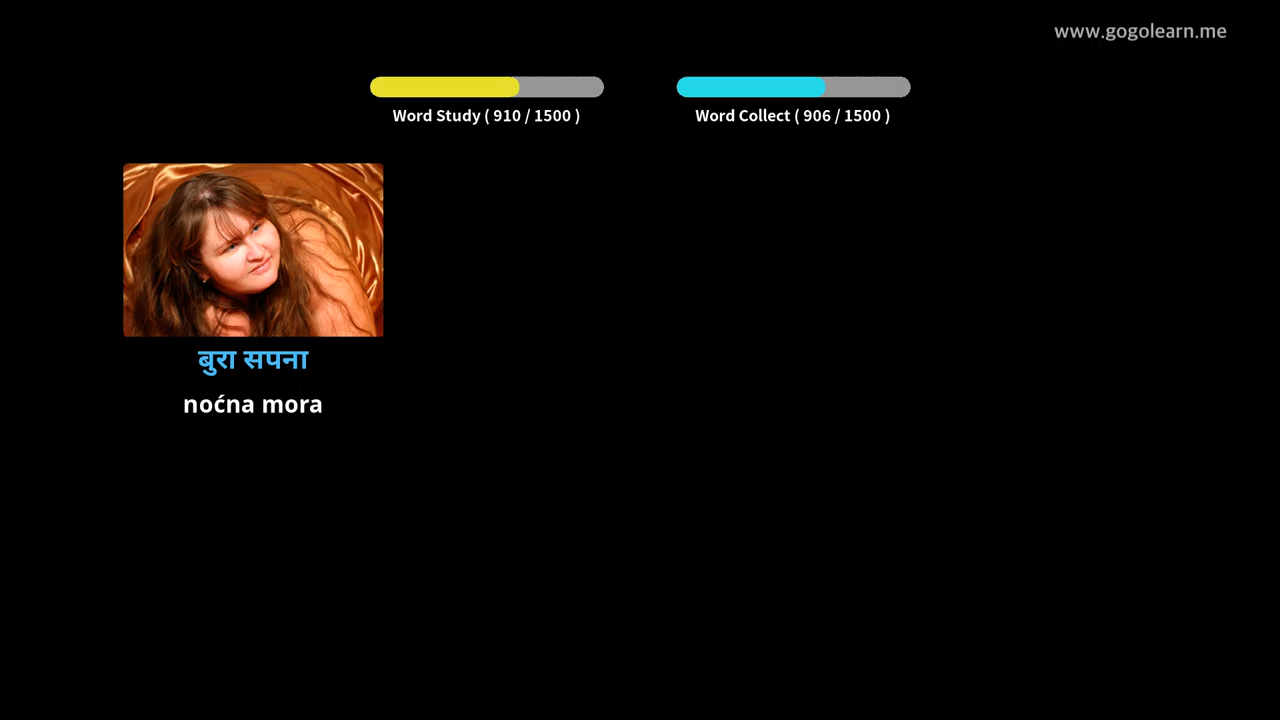 www.gogolearn.me
Word Study ( 910 / 1500 )
Word Collect ( 906 / 1500 )
बुरा सपना
noćna mora